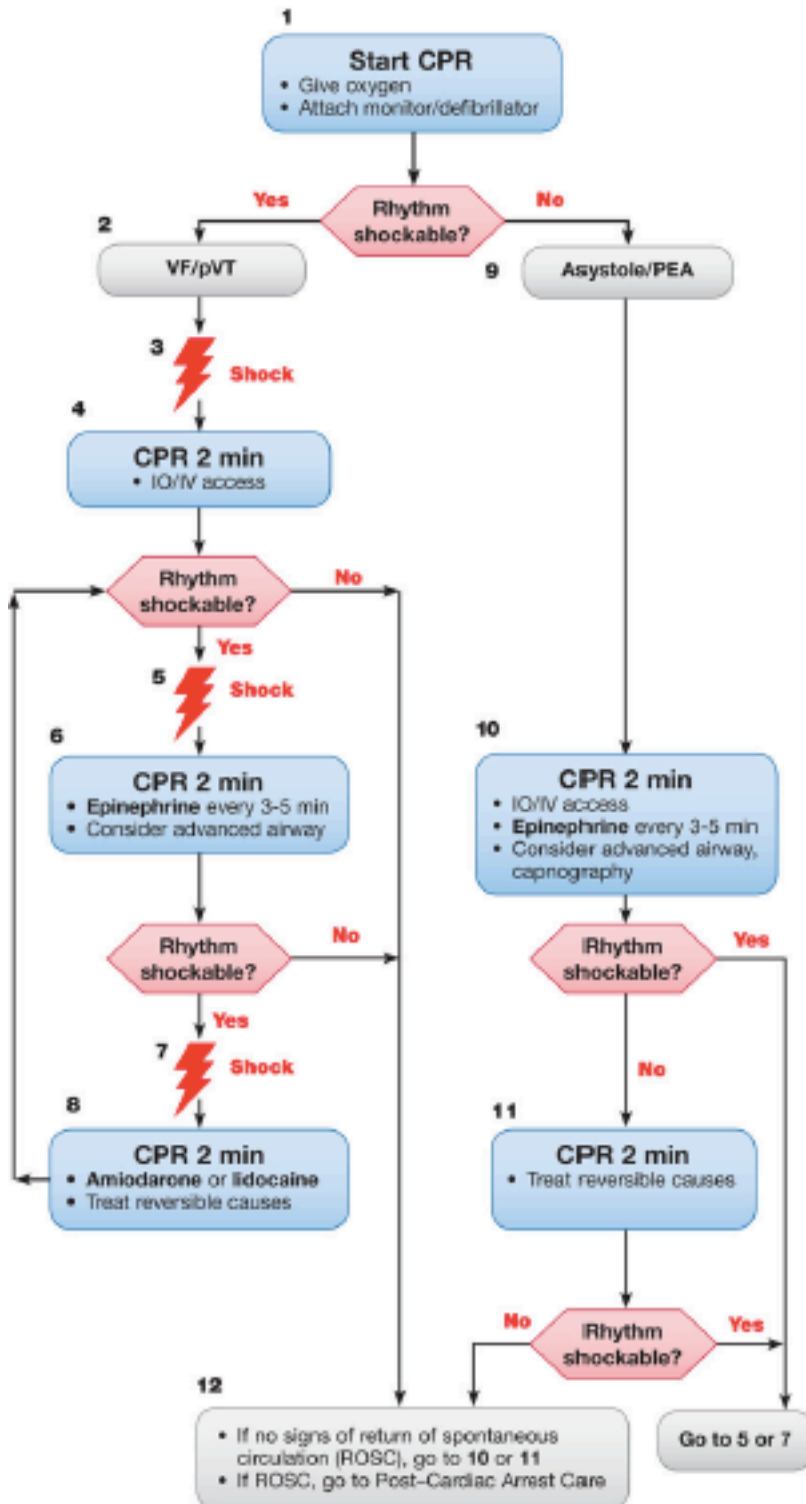 1
Start CPR
• Give oxygen
• Attach monitor/defibrillator
Rhythm
shockable?
Yes
No
2
VF/pVT
9
Asystole/PEA
3
Shock
4
CPR 2 min
• IO/IV access
Rhythm
shockable?
No
Yes
5
Shock
6
CPR 2 min
• Epinephrine every 3-5 min
• Consider advanced airway
10
CPR 2 min
• IO/IV access
• Epinephrine every 3-5 min
• Consider advanced airway,
capnography
Rhythm
shockable?
No
Yes
Rhythm
shockable?
Yes
No
7
Shock
8
CPR 2 min
• Amiodarone or lidocaine
• Treat reversible causes
11
CPR 2 min
• Treat reversible causes
Rhythm
shockable?
No
Yes
12
• If no signs of return of spontaneous
circulation (ROSC), go to 10 or 11
• If ROSC, go to Post–Cardiac Arrest Care
Go to 5 or 7